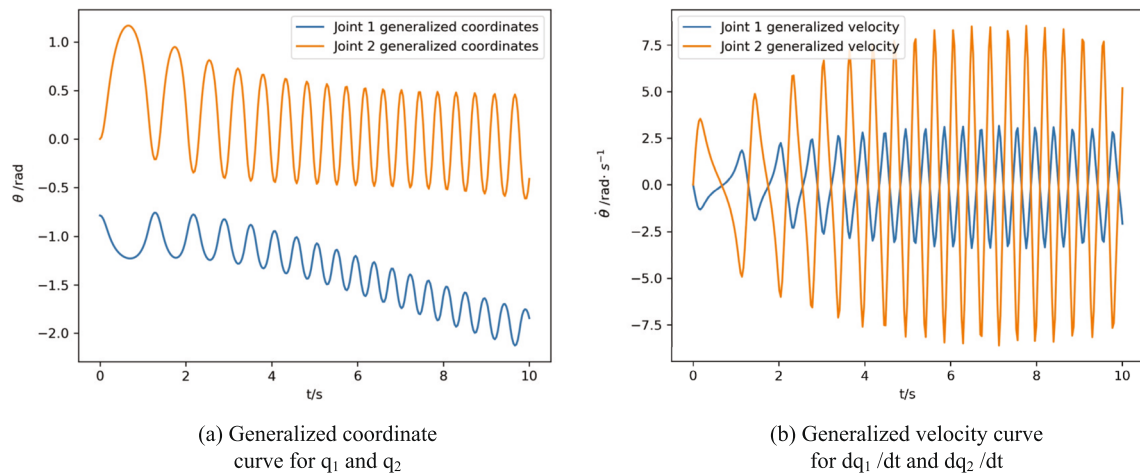 Joint 1 generalized coordinates
Joint 2 generalized coordinates
1.0
0.5
0.0
−0.5
−1.0
−1.5
−2.0
θ /rad
0
2
4
6
8
10
t/s
(a) Generalized coordinate
curve for q₁ and q₂
Joint 1 generalized velocity
Joint 2 generalized velocity
7.5
5.0
2.5
0.0
−2.5
−5.0
−7.5
θ̇ /rad· s⁻¹
0
2
4
6
8
10
t/s
(b) Generalized velocity curve
for dq₁ /dt and dq₂ /dt